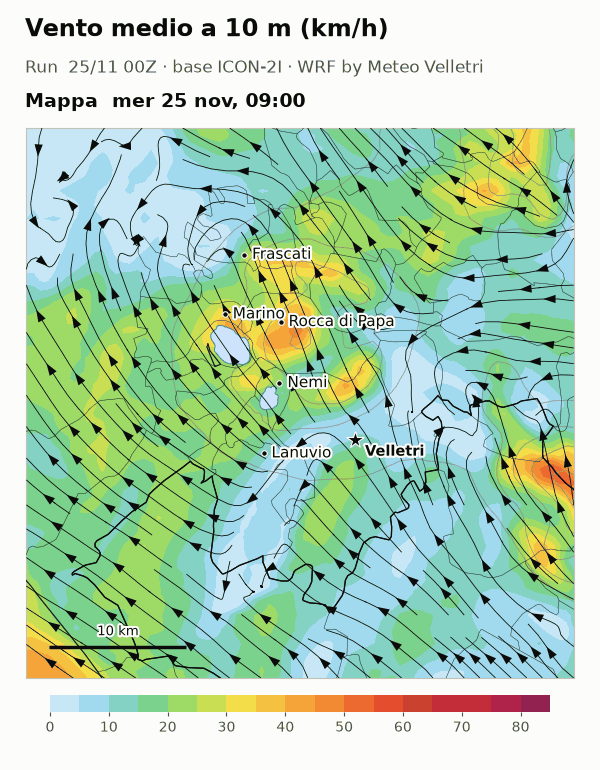 Vento medio a 10 m (km/h)
Run  25/11 00Z · base ICON-2I · WRF by Meteo Velletri
Mappa  mer 25 nov, 09:00
Frascati
Marino
Rocca di Papa
Nemi
Velletri
Lanuvio
10 km
0 10 20 30 40 50 60 70 80